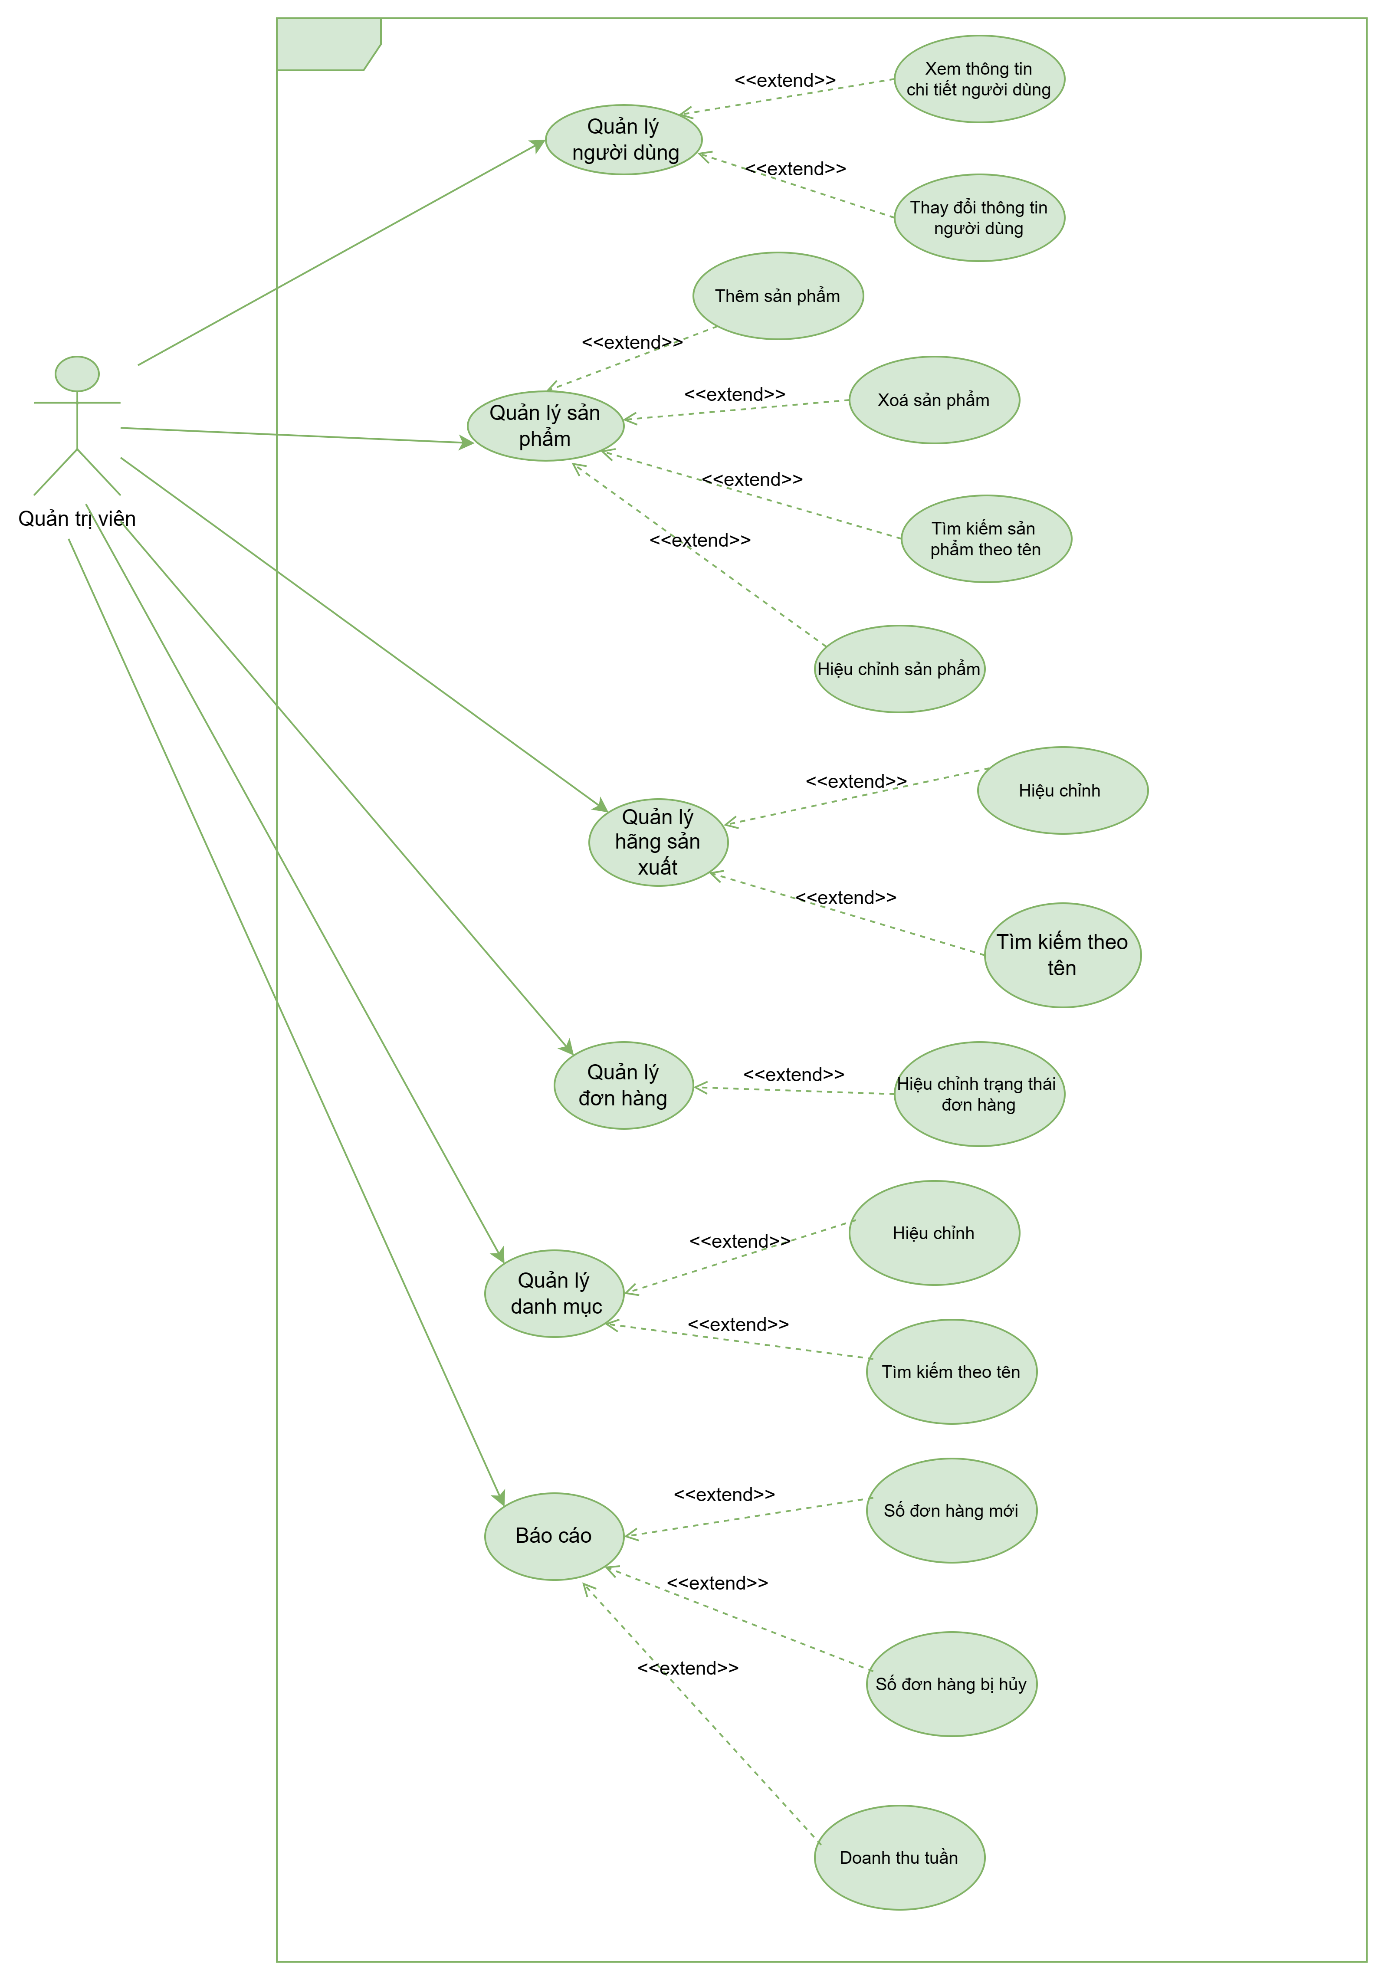 <<extend>>
Xem thông tin
chi tiết người dùng
Quản lý
người dùng
<<extend>>
Thay đổi thông tin
người dùng
Thêm sản phẩm
<<extend>>
<<extend>>
Xoá sản phẩm
Quản lý sản
phẩm
<<extend>>
Tìm kiếm sản
phẩm theo tên
Quản trị viên
<<extend>>
Hiệu chỉnh sản phẩm
<<extend>>
Hiệu chỉnh
Quản lý
hãng sản
xuất
<<extend>>
Tìm kiếm theo
tên
Quản lý
đơn hàng
<<extend>>
Hiệu chỉnh trạng thái
đơn hàng
<<extend>>
Hiệu chỉnh
Quản lý
danh mục
<<extend>>
Tìm kiếm theo tên
<<extend>>
Số đơn hàng mới
Báo cáo
<<extend>>
<<extend>>
Số đơn hàng bị hủy
Doanh thu tuần